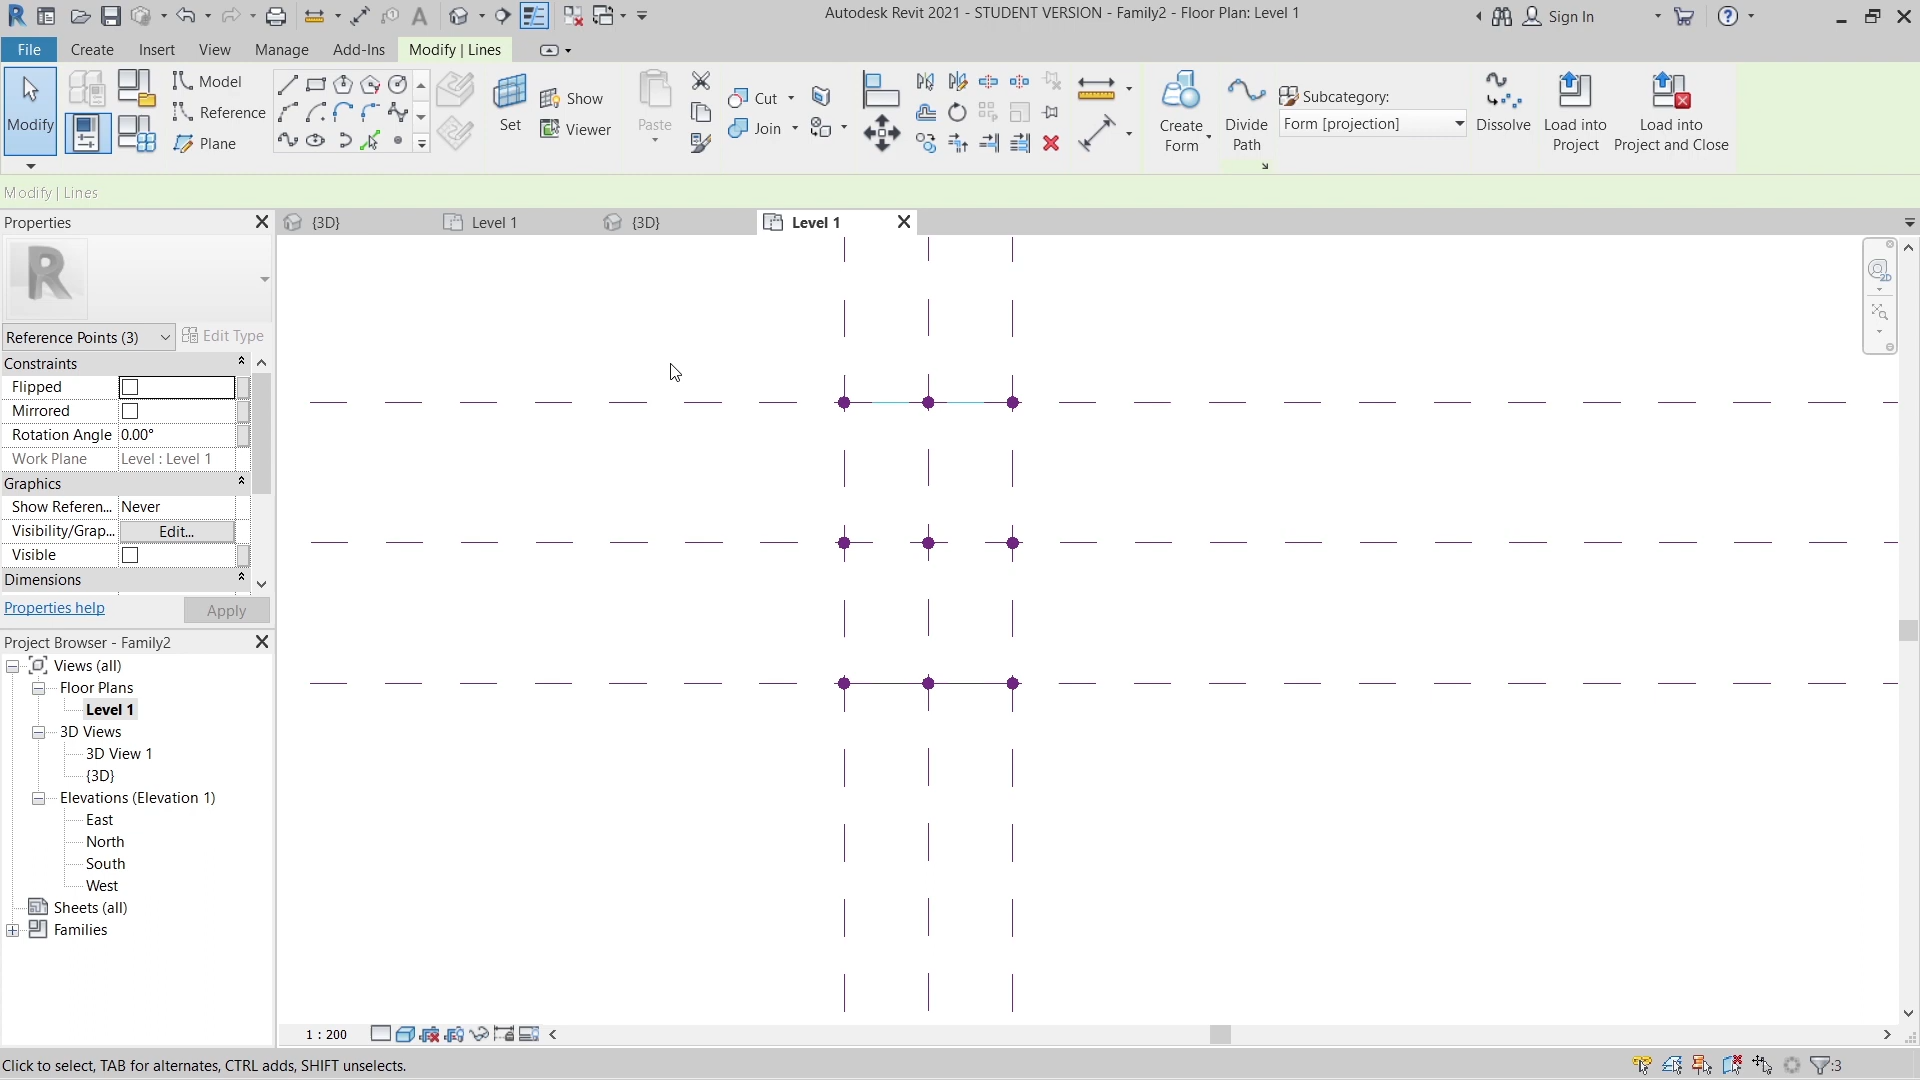 Autodesk Revit 2021 - STUDENT VERSION - Family2 - Floor Plan: Level 1
Sign In
File Create Insert View Manage Add-Ins Modify | Lines
Modify
Model
Reference
Plane
Set
Show
Viewer
Paste
Cut
Join
Create Form
Divide Path
Subcategory:
Form [projection]
Dissolve
Load into Project
Load into Project and Close
Modify | Lines
Properties
{3D}
Level 1
{3D}
Level 1
Reference Points (3)
Edit Type
Constraints
Flipped
Mirrored
Rotation Angle 0.00°
Work Plane Level : Level 1
Graphics
Show Referen... Never
Visibility/Grap... Edit...
Visible
Dimensions
Properties help
Apply
Project Browser - Family2
Views (all)
Floor Plans
Level 1
3D Views
3D View 1
{3D}
Elevations (Elevation 1)
East
North
South
West
Sheets (all)
Families
1 : 200
Click to select, TAB for alternates, CTRL adds, SHIFT unselects.
:3